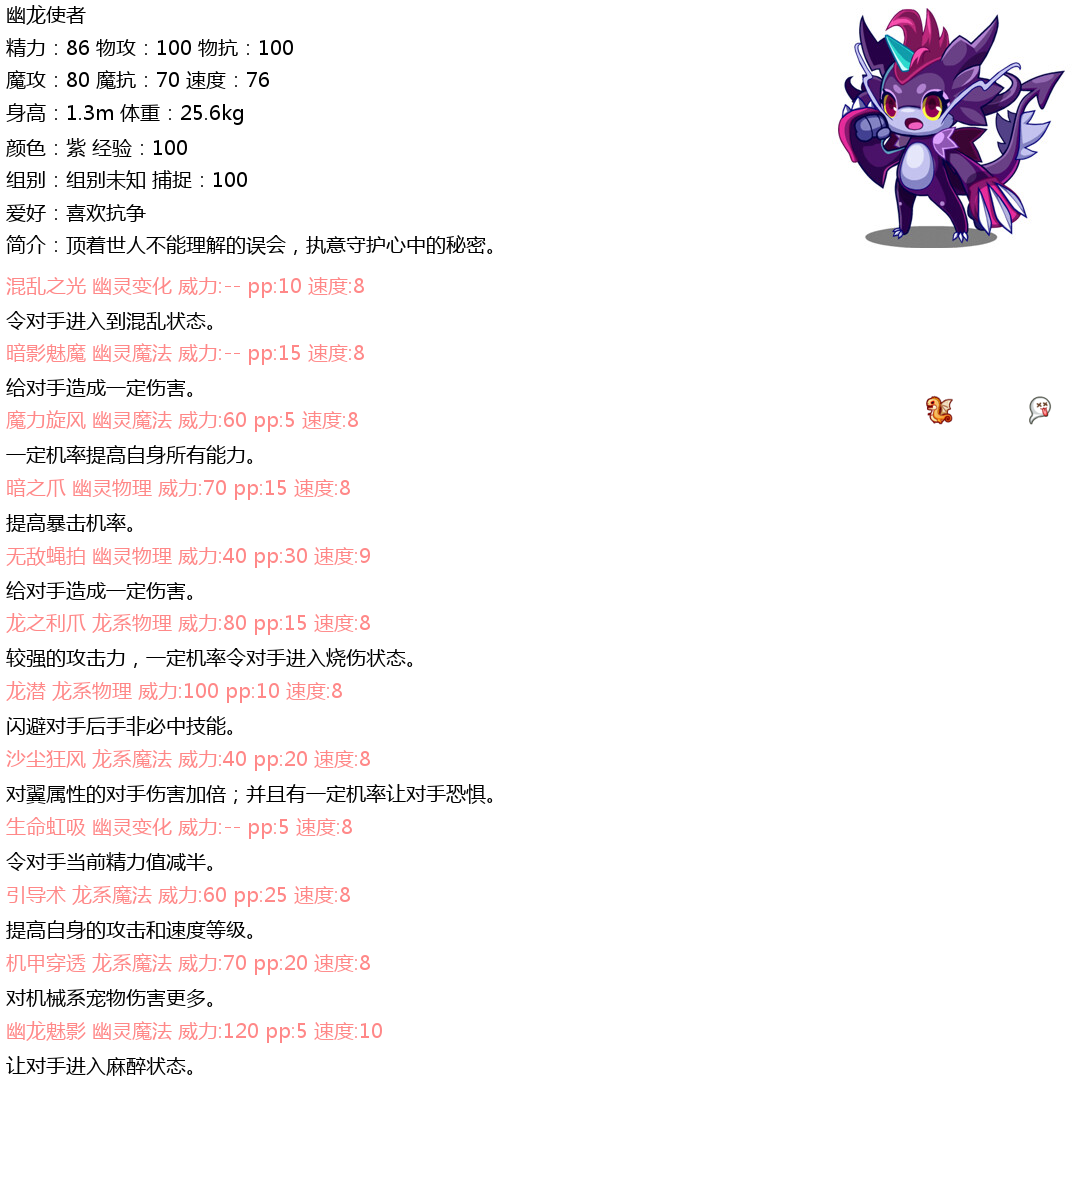 幽龙使者
精力：86 物攻：100 物抗：100
魔攻：80 魔抗：70 速度：76
身高：1.3m 体重：25.6kg
颜色：紫 经验：100
组别：组别未知 捕捉：100
爱好：喜欢抗争
简介：顶着世人不能理解的误会，执意守护心中的秘密。
混乱之光 幽灵变化 威力:-- pp:10 速度:8
令对手进入到混乱状态。
暗影魅魔 幽灵魔法 威力:-- pp:15 速度:8
给对手造成一定伤害。
魔力旋风 幽灵魔法 威力:60 pp:5 速度:8
一定机率提高自身所有能力。
暗之爪 幽灵物理 威力:70 pp:15 速度:8
提高暴击机率。
无敌蝇拍 幽灵物理 威力:40 pp:30 速度:9
给对手造成一定伤害。
龙之利爪 龙系物理 威力:80 pp:15 速度:8
较强的攻击力，一定机率令对手进入烧伤状态。
龙潜 龙系物理 威力:100 pp:10 速度:8
闪避对手后手非必中技能。
沙尘狂风 龙系魔法 威力:40 pp:20 速度:8
对翼属性的对手伤害加倍；并且有一定机率让对手恐惧。
生命虹吸 幽灵变化 威力:-- pp:5 速度:8
令对手当前精力值减半。
引导术 龙系魔法 威力:60 pp:25 速度:8
提高自身的攻击和速度等级。
机甲穿透 龙系魔法 威力:70 pp:20 速度:8
对机械系宠物伤害更多。
幽龙魅影 幽灵魔法 威力:120 pp:5 速度:10
让对手进入麻醉状态。